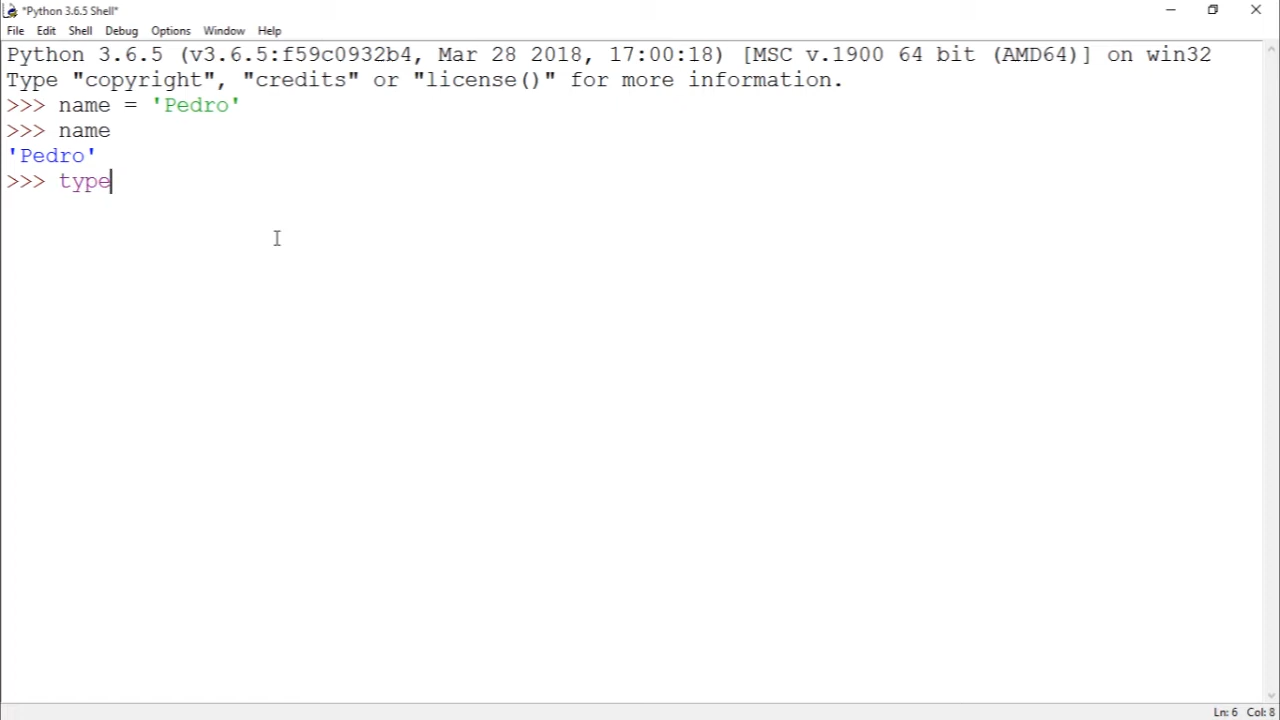 *Python 3.6.5 Shell*
File Edit Shell Debug Options Window Help
Python 3.6.5 (v3.6.5:f59c0932b4, Mar 28 2018, 17:00:18) [MSC v.1900 64 bit (AMD64)] on win32
Type "copyright", "credits" or "license()" for more information.
>>> name = 'Pedro'
>>> name
'Pedro'
>>> type
Ln: 6 Col: 8